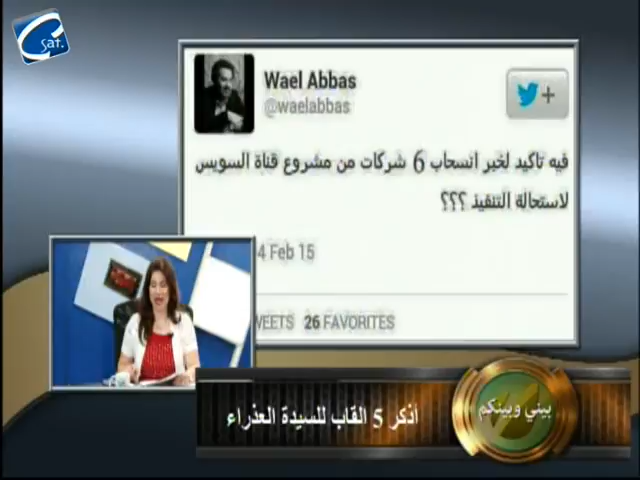 C
sat.
Wael Abbas
@waelabbas
فيه تاكيد لخبر انسحاب 6 شركات من مشروع قناة السويس
لاستحالة التنفيذ ؟؟؟
4 Feb 15
WEETS 26 FAVORITES
اذكر 5 القاب للسيدة العذراء
بيني وبينكم